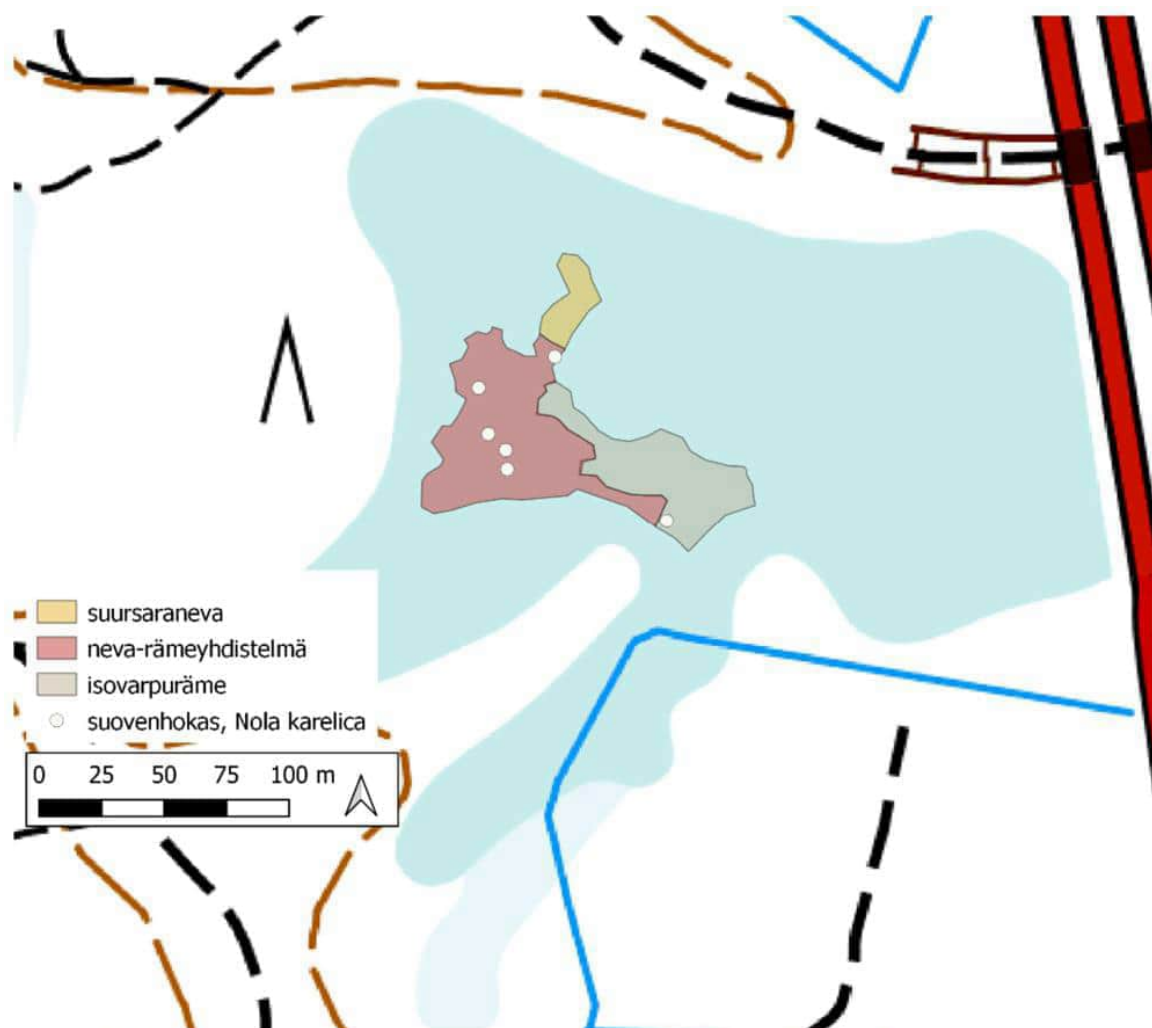 suursaraneva
neva-rämeyhdistelmä
isovarpuräme
suovenhokas, Nola karelica
0 25 50 75 100 m